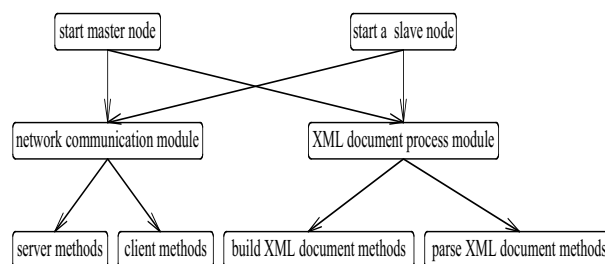 start master node
start a slave node
network communication module
XML document process module
server methods
client methods
build XML document methods
parse XML document methods